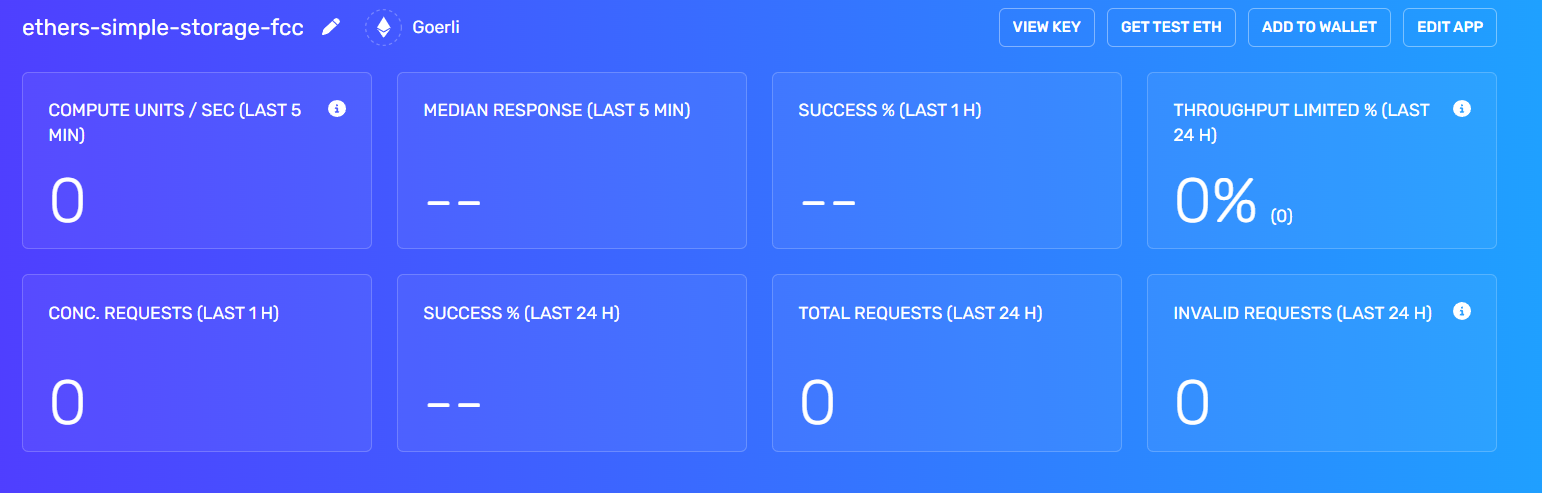 ethers-simple-storage-fcc Goerli VIEW KEY GET TEST ETH ADD TO WALLET EDIT APP
COMPUTE UNITS / SEC (LAST 5
MIN)
0
MEDIAN RESPONSE (LAST 5 MIN)
--
SUCCESS % (LAST 1 H)
--
THROUGHPUT LIMITED % (LAST
24 H)
0% (0)
CONC. REQUESTS (LAST 1 H)
0
SUCCESS % (LAST 24 H)
--
TOTAL REQUESTS (LAST 24 H)
0
INVALID REQUESTS (LAST 24 H)
0